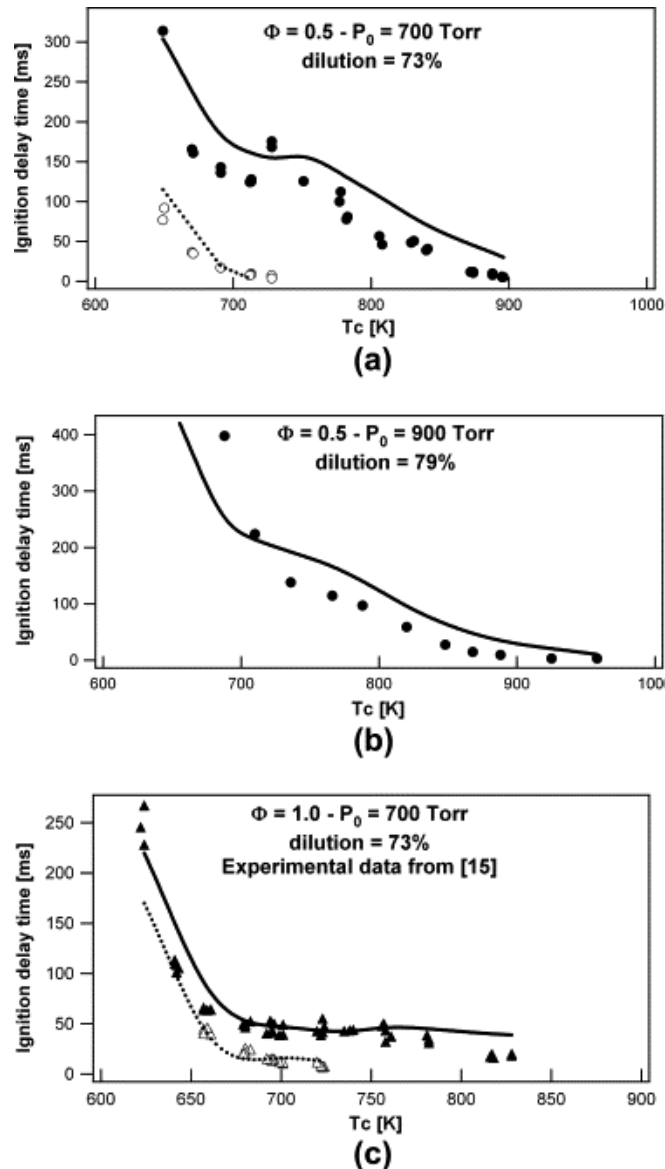 Φ = 0.5 - P₀ = 700 Torr
dilution = 73%
Ignition delay time [ms]
300
250
200
150
100
50
0
600
700
800
900
1000
Tc [K]
(a)
Φ = 0.5 - P₀ = 900 Torr
dilution = 79%
Ignition delay time [ms]
400
300
200
100
0
600
700
800
900
1000
Tc [K]
(b)
Φ = 1.0 - P₀ = 700 Torr
dilution = 73%
Experimental data from [15]
Ignition delay time [ms]
250
200
150
100
50
0
600
650
700
750
800
850
900
Tc [K]
(c)